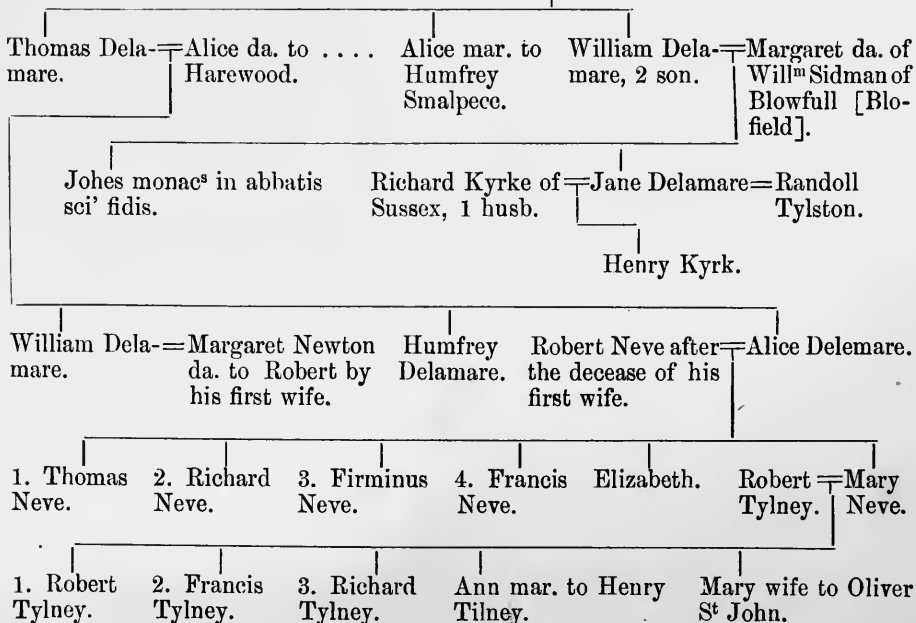 Thomas Dela-=Alice da. to .... Alice mar. to William Dela-=Margaret da. of
mare. Harewood. Humfrey mare, 2 son. Willm Sidman of
Smalpece. Blowfull [Blo-
field].
Johes monacs in abbatis Richard Kyrke of=Jane Delamare=Randoll
sci' fidis. Sussex, 1 husb. Tylston.
Henry Kyrk.
William Dela-=Margaret Newton Humfrey Robert Neve after=Alice Delemare.
mare. da. to Robert by Delamare. the decease of his
his first wife. first wife.
1. Thomas 2. Richard 3. Firminus 4. Francis Elizabeth. Robert=Mary
Neve. Neve. Neve. Neve. Tylney. Neve.
1. Robert 2. Francis 3. Richard Ann mar. to Henry Mary wife to Oliver
Tylney. Tylney. Tylney. Tilney. St John.